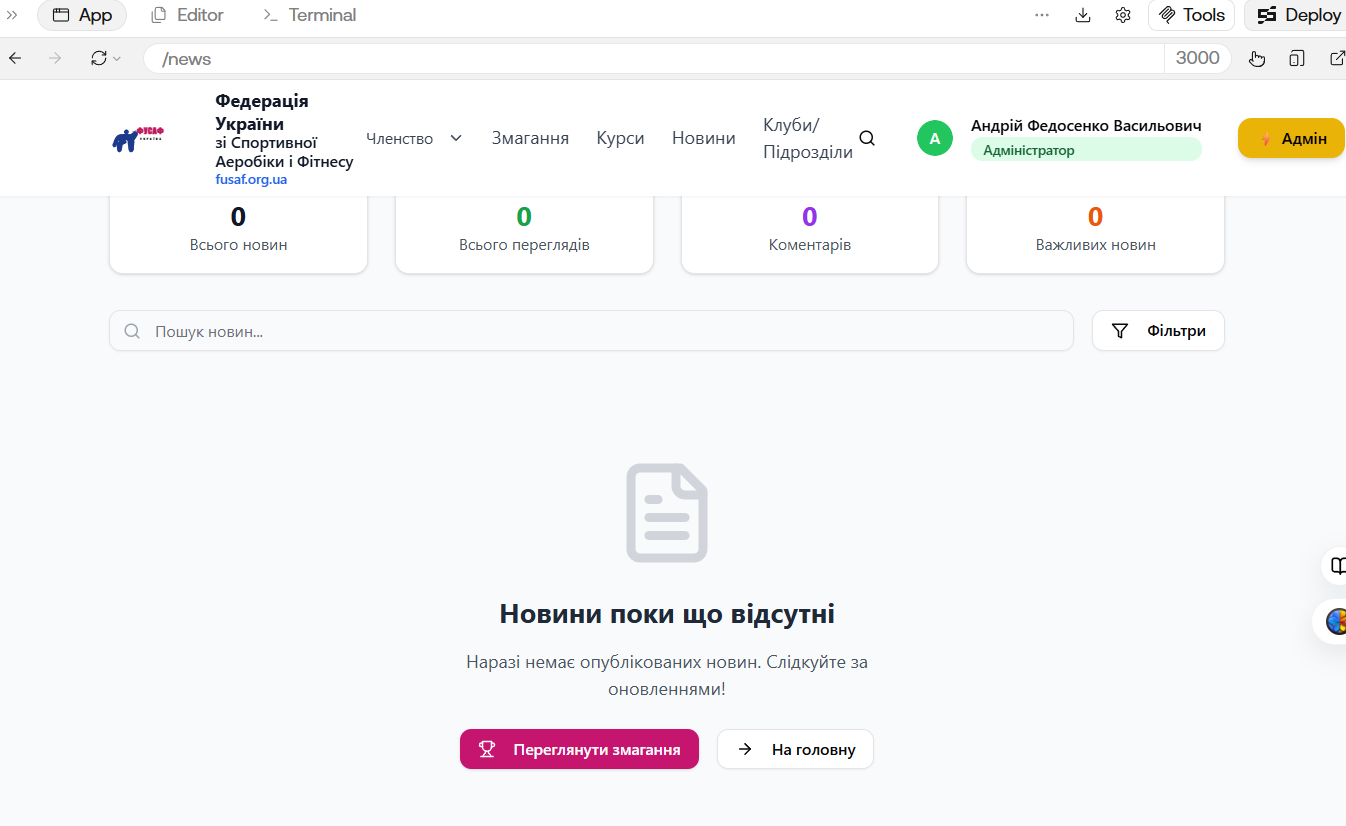 App
Editor
Terminal
Tools
Deploy
/news
3000
ФУСАФ
Федерація
України
зі Спортивної
Аеробіки і Фітнесу
fusaf.org.ua
Членство
Змагання
Курси
Новини
Клуби/
Підрозділи
А
Андрій Федосенко Васильович
Адміністратор
Адмін
0
Всього новин
0
Всього переглядів
0
Коментарів
0
Важливих новин
Пошук новин...
Фільтри
Новини поки що відсутні
Наразі немає опублікованих новин. Слідкуйте за
оновленнями!
Переглянути змагання
На головну